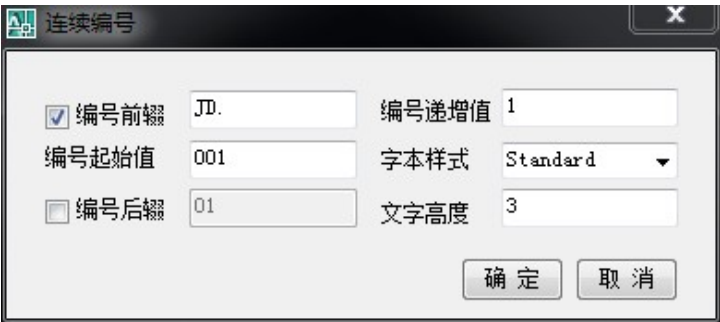 连续编号
编号前辍 JD. 编号递增值 1
编号起始值 001 字本样式 Standard
编号后辍 01 文字高度 3
确 定 取 消